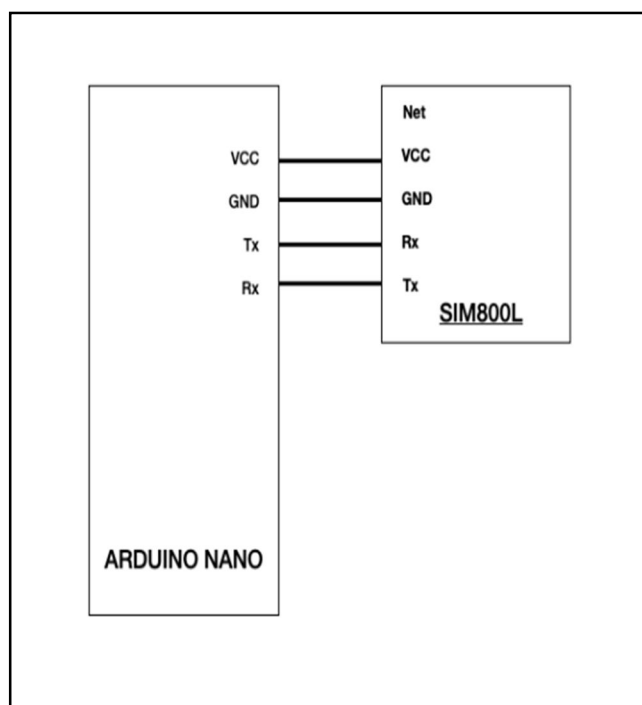 Net
VCC
VCC
GND
GND
Tx
Rx
Rx
Tx
SIM800L
ARDUINO NANO